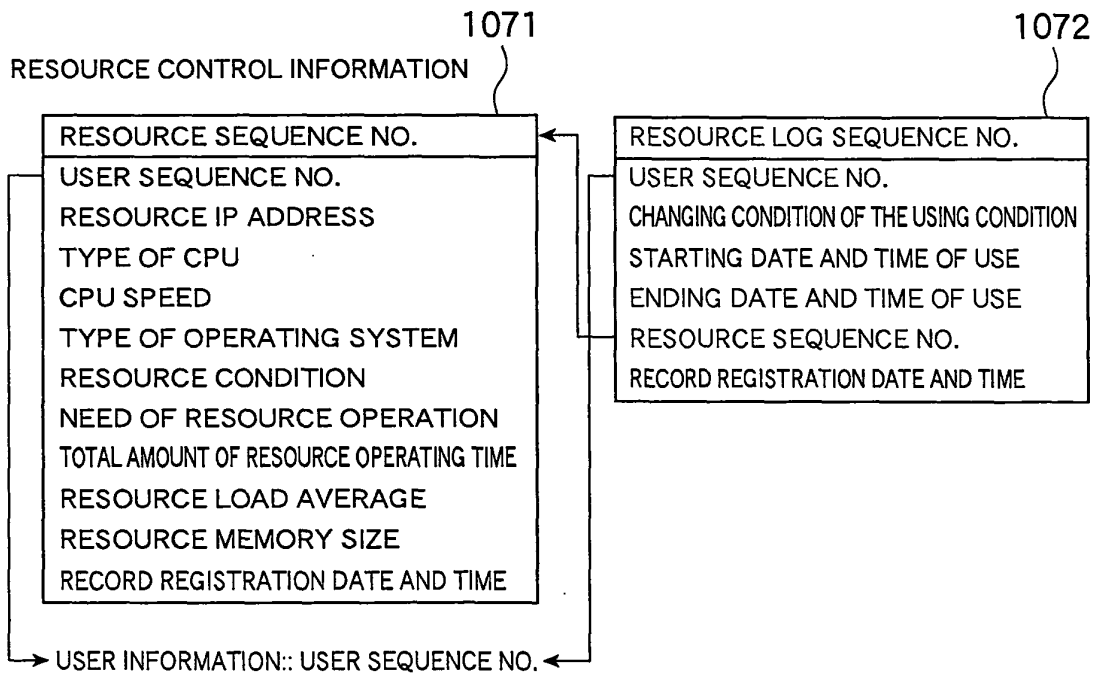 1071
1072
RESOURCE CONTROL INFORMATION
RESOURCE SEQUENCE NO.
USER SEQUENCE NO.
RESOURCE IP ADDRESS
TYPE OF CPU
CPU SPEED
TYPE OF OPERATING SYSTEM
RESOURCE CONDITION
NEED OF RESOURCE OPERATION
TOTAL AMOUNT OF RESOURCE OPERATING TIME
RESOURCE LOAD AVERAGE
RESOURCE MEMORY SIZE
RECORD REGISTRATION DATE AND TIME
RESOURCE LOG SEQUENCE NO.
USER SEQUENCE NO.
CHANGING CONDITION OF THE USING CONDITION
STARTING DATE AND TIME OF USE
ENDING DATE AND TIME OF USE
RESOURCE SEQUENCE NO.
RECORD REGISTRATION DATE AND TIME
USER INFORMATION:: USER SEQUENCE NO.